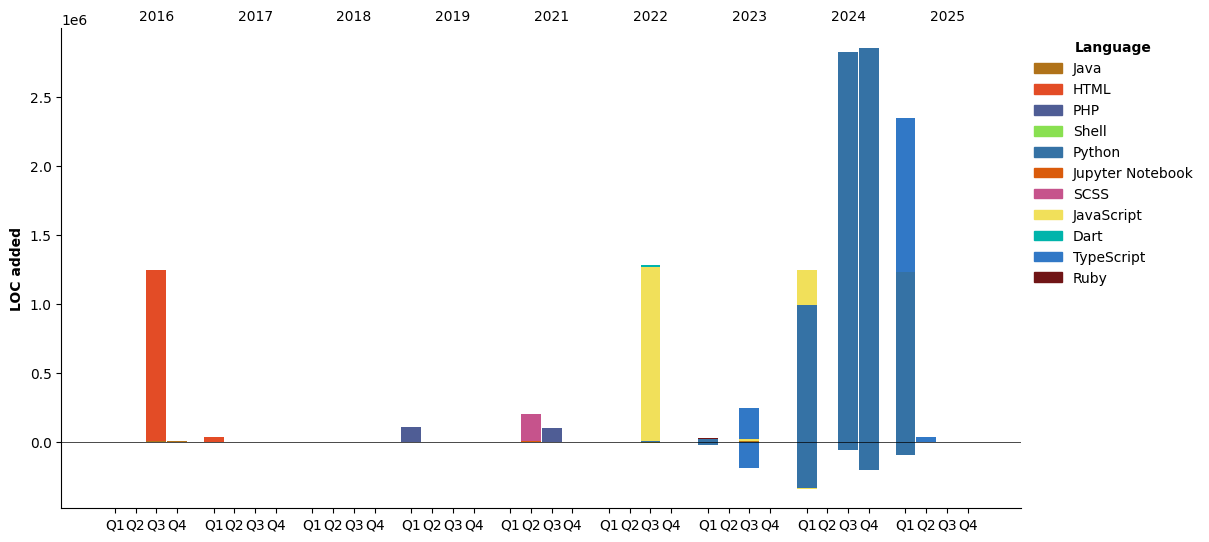 1e6
2016 2017 2018 2019 2021 2022 2023 2024 2025
Language
Java
HTML
PHP
Shell
Python
Jupyter Notebook
SCSS
JavaScript
Dart
TypeScript
Ruby
LOC added
2.5
2.0
1.5
1.0
0.5
0.0
Q1 Q2 Q3 Q4 Q1 Q2 Q3 Q4 Q1 Q2 Q3 Q4 Q1 Q2 Q3 Q4 Q1 Q2 Q3 Q4 Q1 Q2 Q3 Q4 Q1 Q2 Q3 Q4 Q1 Q2 Q3 Q4 Q1 Q2 Q3 Q4